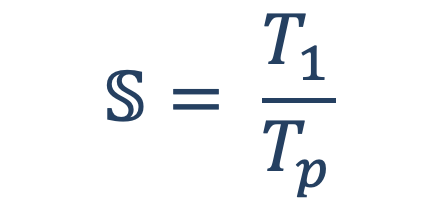 𝕊 = T₁ / Tₚ